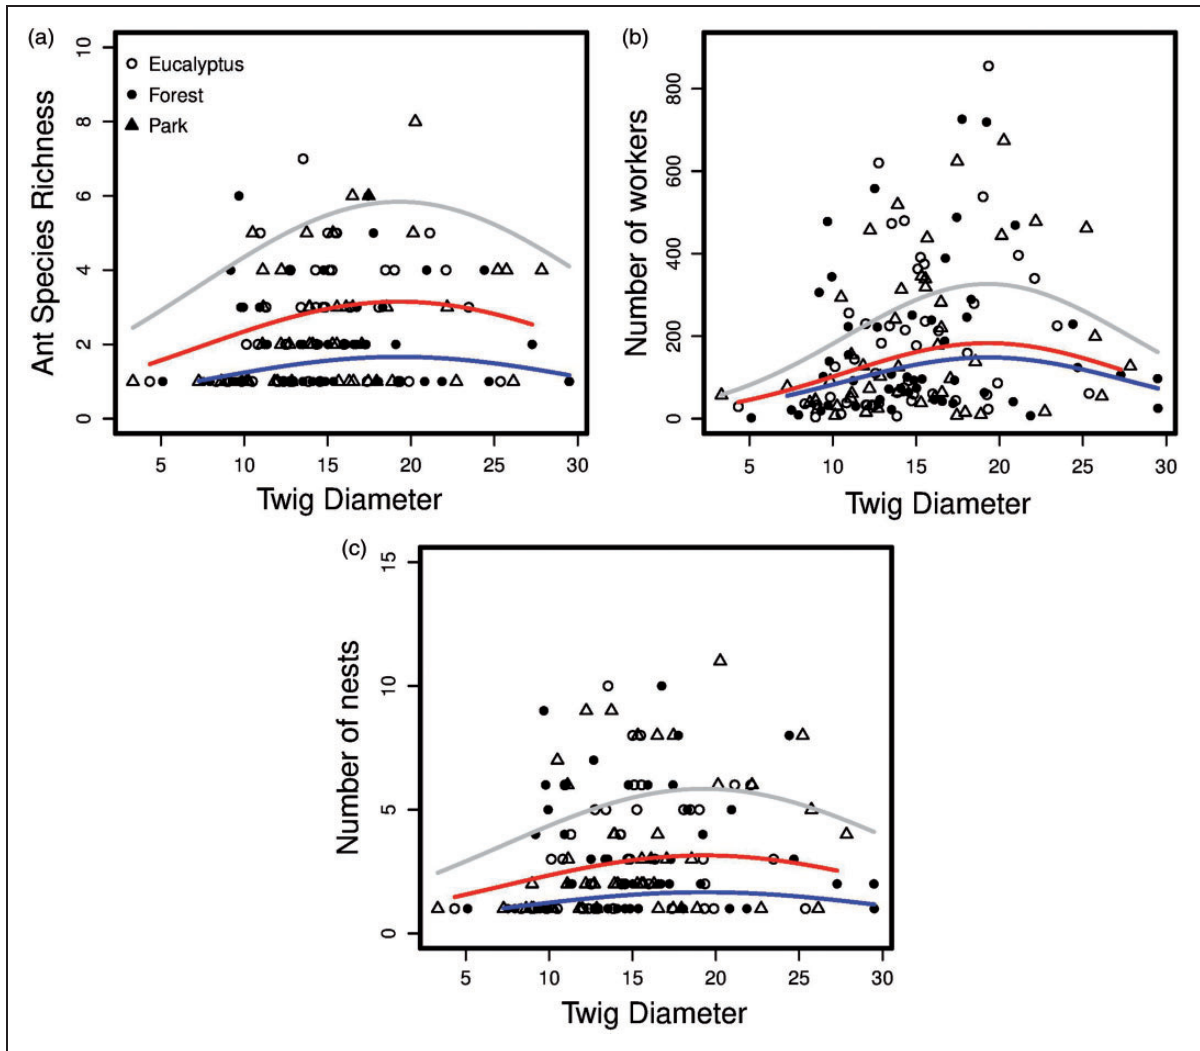 (a)
Ant Species Richness
10
8
6
4
2
0
Eucalyptus
Forest
Park
5 10 15 20 25 30
Twig Diameter
(b)
Number of workers
800
600
400
200
0
5 10 15 20 25 30
Twig Diameter
(c)
Number of nests
15
10
5
0
5 10 15 20 25 30
Twig Diameter